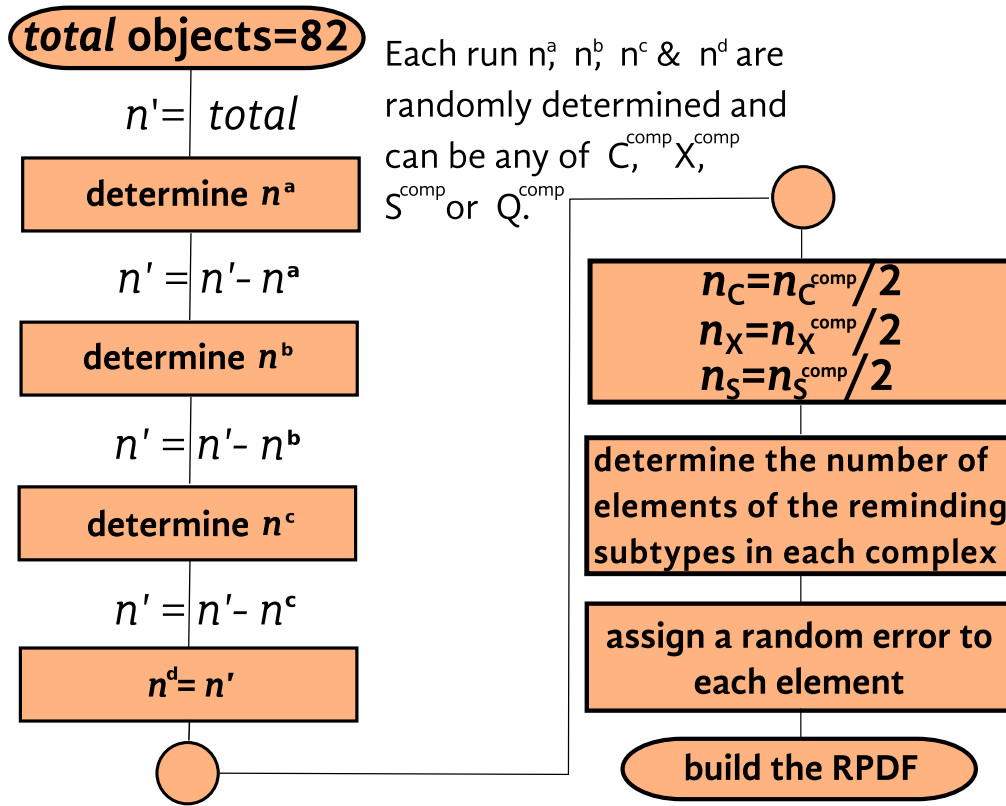 total objects=82
n'= total
determine nᵃ
n' = n'- nᵃ
determine nᵇ
n' = n'- nᵇ
determine nᶜ
n' = n'- nᶜ
nᵈ= n'
Each run nᵃ, nᵇ, nᶜ & nᵈ are
randomly determined and
can be any of C,comp X,comp
Scomp or Q.comp
nC=nCcomp/2
nX=nXcomp/2
nS=nScomp/2
determine the number of
elements of the reminding
subtypes in each complex
assign a random error to
each element
build the RPDF